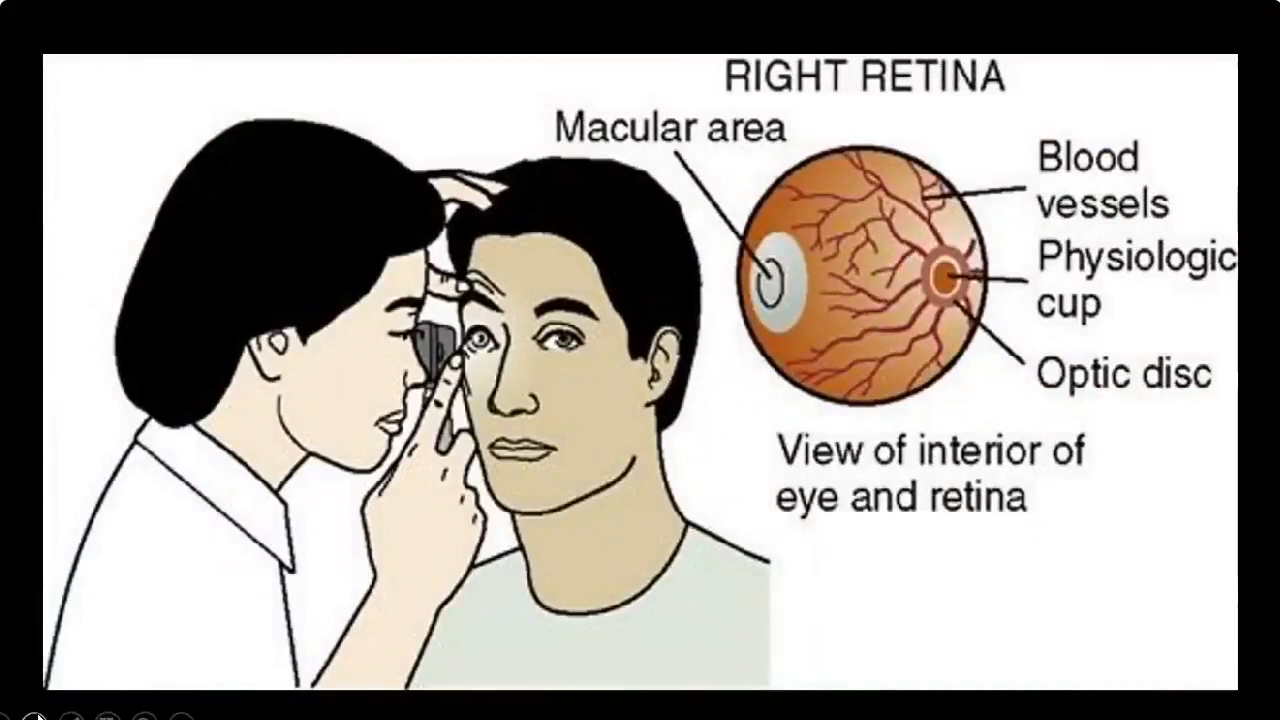 RIGHT RETINA
Macular area
Blood
vessels
Physiologic
cup
Optic disc
View of interior of
eye and retina